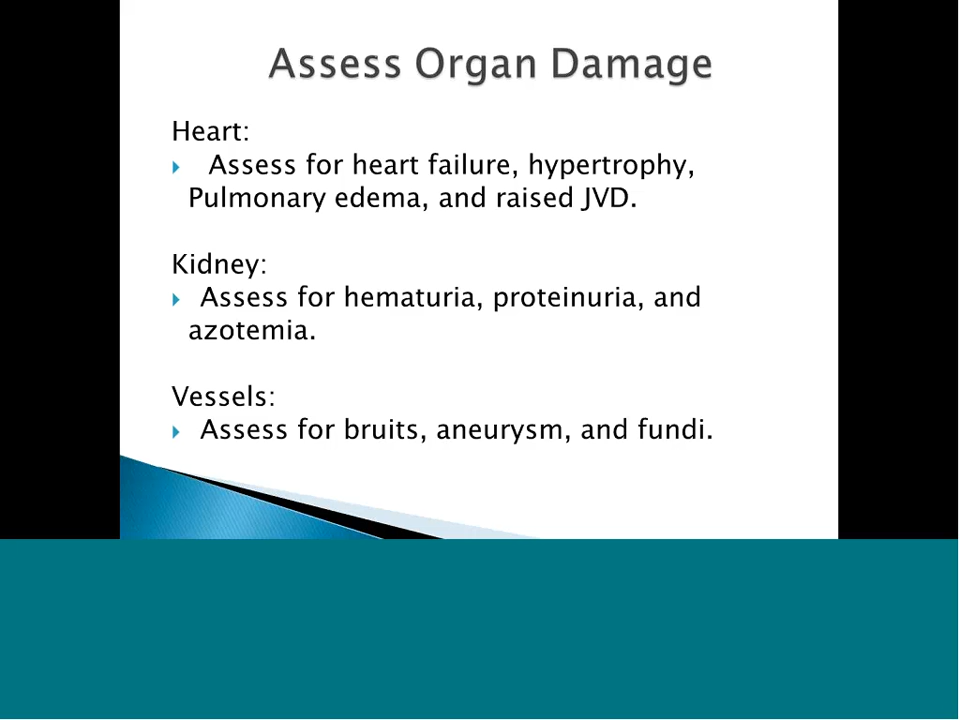 Assess Organ Damage
Heart:
Assess for heart failure, hypertrophy,
Pulmonary edema, and raised JVD.
Kidney:
Assess for hematuria, proteinuria, and
azotemia.
Vessels:
Assess for bruits, aneurysm, and fundi.